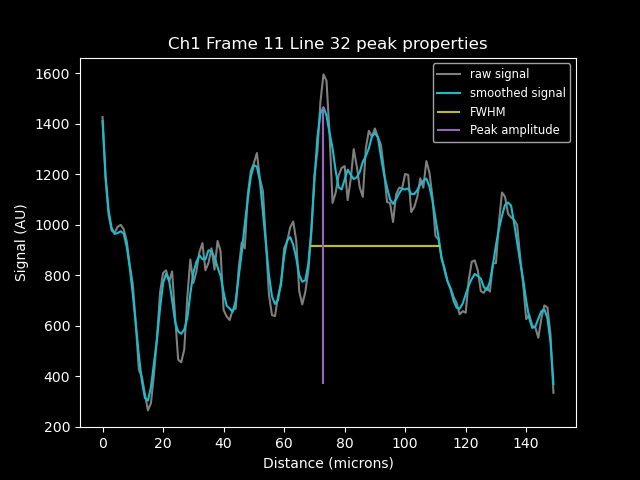 Ch1 Frame 11 Line 32 peak properties
raw signal
smoothed signal
FWHM
Peak amplitude
Signal (AU)
1600
1400
1200
1000
800
600
400
200
0 20 40 60 80 100 120 140
Distance (microns)